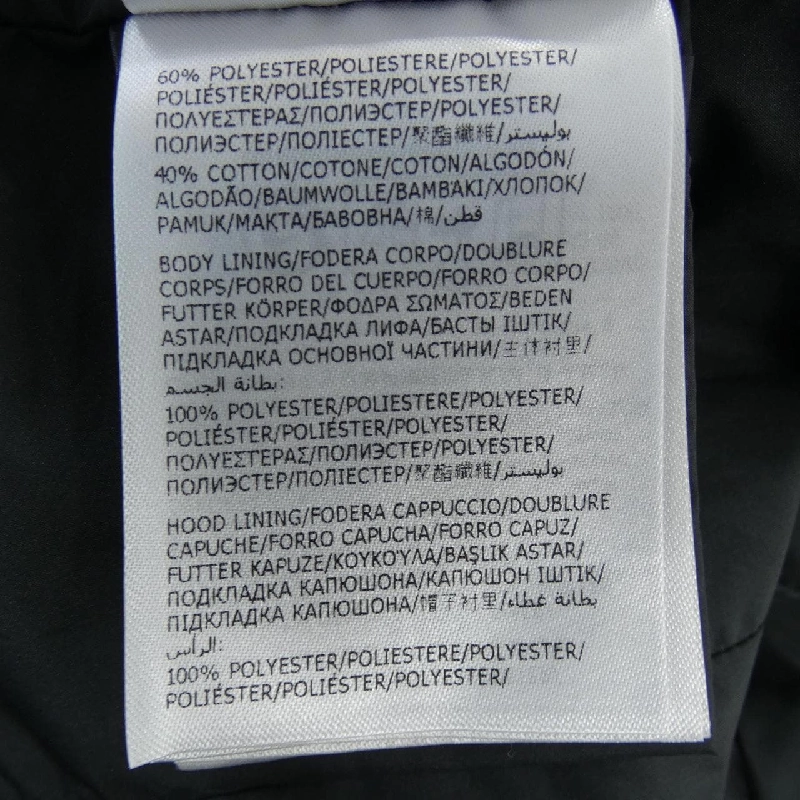 60% POLYESTER/POLIESTERE/POLYESTER/
POLIÉSTER/POLIÉSTER/POLYESTER/
ΠΟΛΥΕΣΤΕΡΑΣ/ПОЛИЭСТЕР/POLYESTER/
ПОЛИЭСТЕР/ПОЛІЕСТЕР/聚酯纖維/بوليستر/
40% COTTON/COTONE/COTON/ALGODÓN/
ALGODÃO/BAUMWOLLE/ΒΑΜΒΆΚΙ/ХЛОПОК/
PAMUK/МАҚТА/БАВОВНА/棉/قطن
BODY LINING/FODERA CORPO/DOUBLURE
CORPS/FORRO DEL CUERPO/FORRO CORPO/
FUTTER KÖRPER/ΦΟΔΡΑ ΣΩΜΑΤΟΣ/BEDEN
ASTAR/ПОДКЛАДКА ЛИФА/БАСТЫ ІШТІК/
ПІДКЛАДКА ОСНОВНОЇ ЧАСТИНИ/主体衬里/
بطانة الجسم:
100% POLYESTER/POLIESTERE/POLYESTER/
POLIÉSTER/POLIÉSTER/POLYESTER/
ΠΟΛΥΕΣΤΕΡΑΣ/ПОЛИЭСТЕР/POLYESTER/
ПОЛИЭСТЕР/ПОЛІЕСТЕР/聚酯纖維/بوليستر
HOOD LINING/FODERA CAPPUCCIO/DOUBLURE
CAPUCHE/FORRO CAPUCHA/FORRO CAPUZ/
FUTTER KAPUZE/ΚΟΥΚΟΎΛΑ/BAŞLIK ASTAR/
ПОДКЛАДКА КАПЮШОНА/КАПЮШОН ІШТІК/
ПІДКЛАДКА КАПЮШОНА/帽子衬里/بطانة غطاء
الرأس:
100% POLYESTER/POLIESTERE/POLYESTER/
POLIÉSTER/POLIÉSTER/POLYESTER/